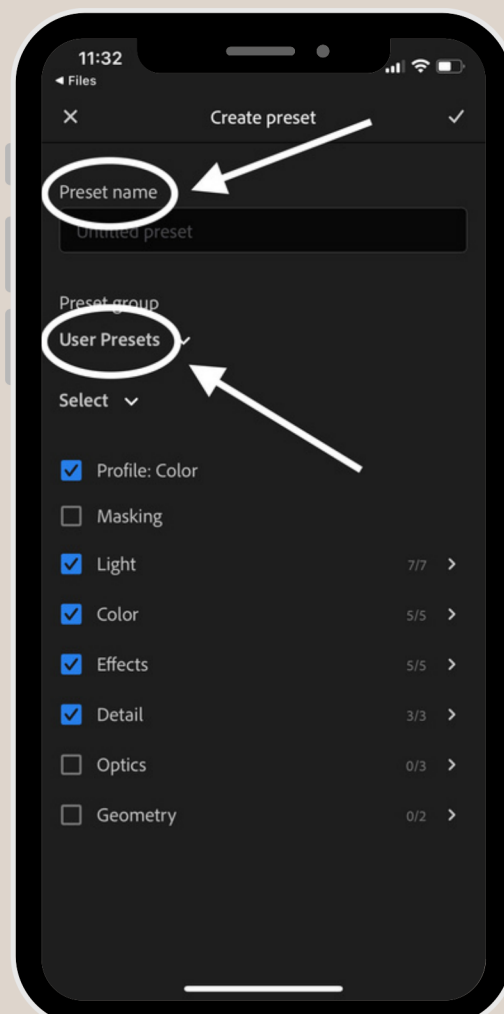 11:32
◄ Files
Create preset
Preset name
Untitled preset
Preset group
User Presets
Select
Profile: Color
Masking
Light 7/7
Color 5/5
Effects 5/5
Detail 3/3
Optics 0/3
Geometry 0/2